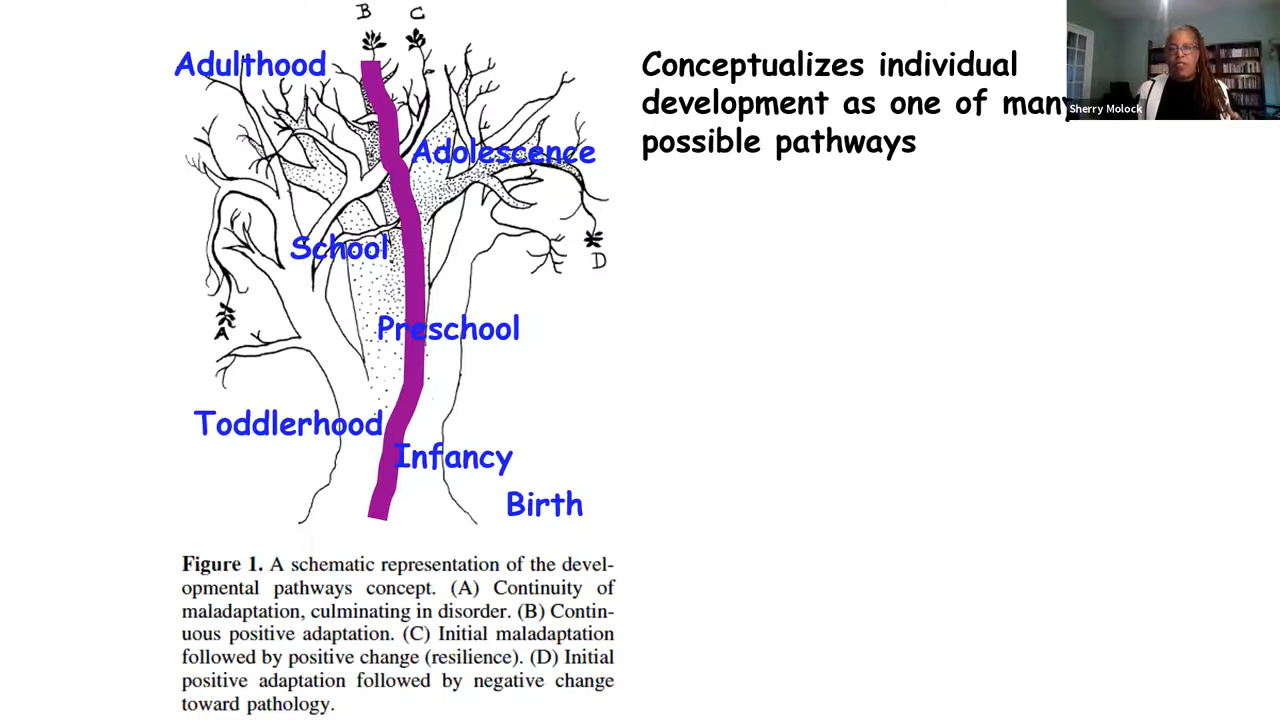 B C
Adulthood
Conceptualizes individual
development as one of many
possible pathways
Sherry Molock
Adolescence
School
D
Preschool
A
Toddlerhood
Infancy
Birth
Figure 1. A schematic representation of the devel-
opmental pathways concept. (A) Continuity of
maladaptation, culminating in disorder. (B) Contin-
uous positive adaptation. (C) Initial maladaptation
followed by positive change (resilience). (D) Initial
positive adaptation followed by negative change
toward pathology.